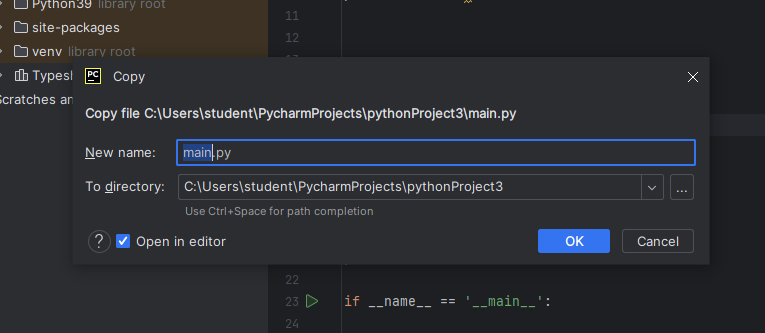 Python39 library root
site-packages
venv library root
Typesh
Scratches an
11
12
PC
Copy
Copy file C:\Users\student\PycharmProjects\pythonProject3\main.py
New name:
main.py
To directory:
C:\Users\student\PycharmProjects\pythonProject3
...
Use Ctrl+Space for path completion
?
Open in editor
OK
Cancel
22
23 if __name__ == '__main__':
24